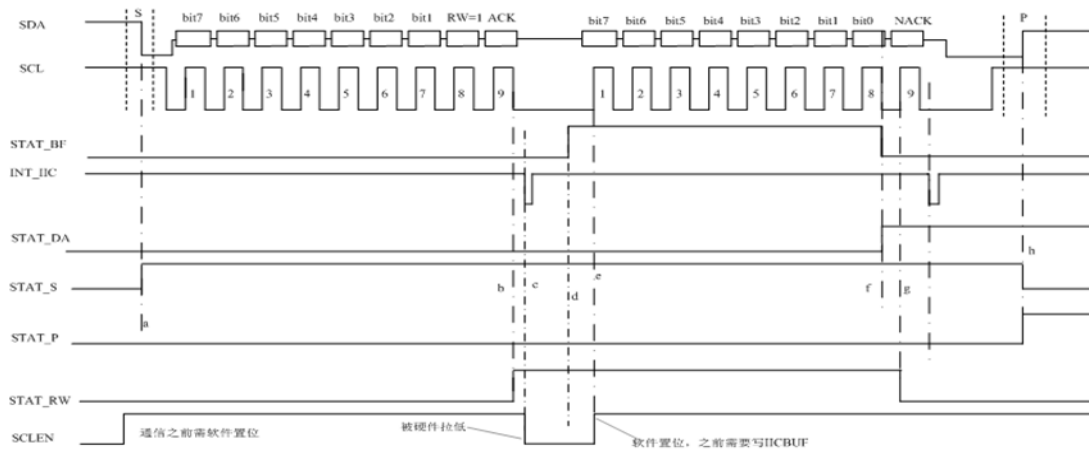 S bit7 bit6 bit5 bit4 bit3 bit2 bit1 RW=1 ACK bit7 bit6 bit5 bit4 bit3 bit2 bit1 bit0 NACK P
SDA
SCL
1 2 3 4 5 6 7 8 9 1 2 3 4 5 6 7 8 9
STAT_BF
INT_IIC
STAT_DA
h
e
STAT_S b c d f g
a
STAT_P
STAT_RW
通信之前需软件置位 被硬件拉低 软件置位，之前需要写IICBUF
SCLEN